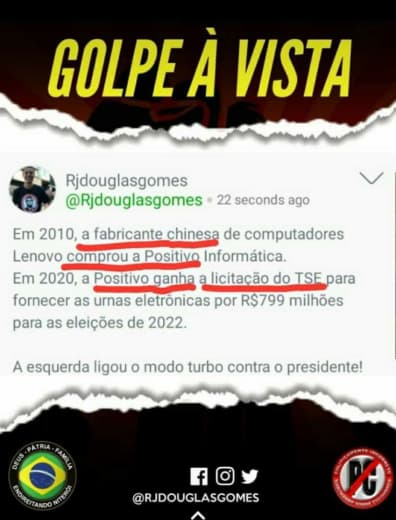 GOLPE À VISTA
Rjdouglasgomes
@Rjdouglasgomes • 22 seconds ago
Em 2010, a fabricante chinesa de computadores
Lenovo comprou a Positivo Informática.
Em 2020, a Positivo ganha a licitação do TSE para
fornecer as urnas eletrônicas por R$799 milhões
para as eleições de 2022.
A esquerda ligou o modo turbo contra o presidente!
DEUS - PÁTRIA - FAMÍLIA
ENDIREITANDO NITERÓI
PC
@RJDOUGLASGOMES